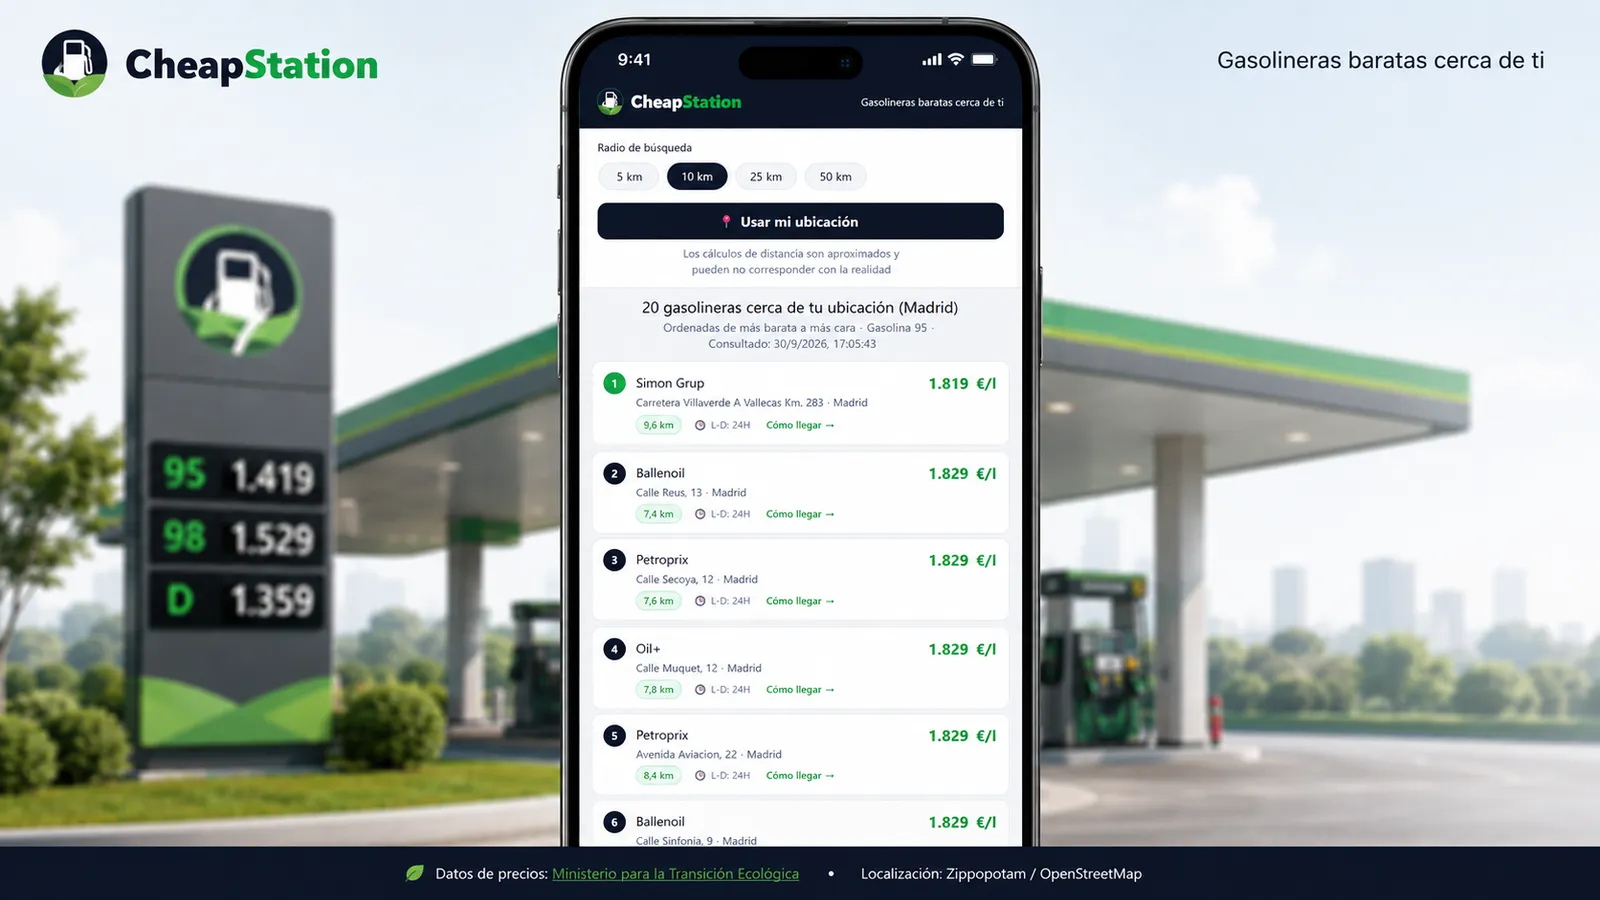 CheapStation
Gasolineras baratas cerca de ti
95 1.419
98 1.529
D 1.359
9:41
CheapStation
Gasolineras baratas cerca de ti
Radio de búsqueda
5 km
10 km
25 km
50 km
Usar mi ubicación
Los cálculos de distancia son aproximados y
pueden no corresponder con la realidad
20 gasolineras cerca de tu ubicación (Madrid)
Ordenadas de más barata a más cara · Gasolina 95 ·
Consultado: 30/9/2026, 17:05:43
1 Simon Grup 1.819 €/l
Carretera Villaverde A Vallecas Km. 283 · Madrid
9,6 km L-D: 24H Cómo llegar →
2 Ballenoil 1.829 €/l
Calle Reus, 13 · Madrid
7,4 km L-D: 24H Cómo llegar →
3 Petroprix 1.829 €/l
Calle Secoya, 12 · Madrid
7,6 km L-D: 24H Cómo llegar →
4 Oil+ 1.829 €/l
Calle Muquet, 12 · Madrid
7,8 km L-D: 24H Cómo llegar →
5 Petroprix 1.829 €/l
Avenida Aviacion, 22 · Madrid
8,4 km L-D: 24H Cómo llegar →
6 Ballenoil 1.829 €/l
Calle Sinfonia, 9 · Madrid
Datos de precios: Ministerio para la Transición Ecológica • Localización: Zippopotam / OpenStreetMap